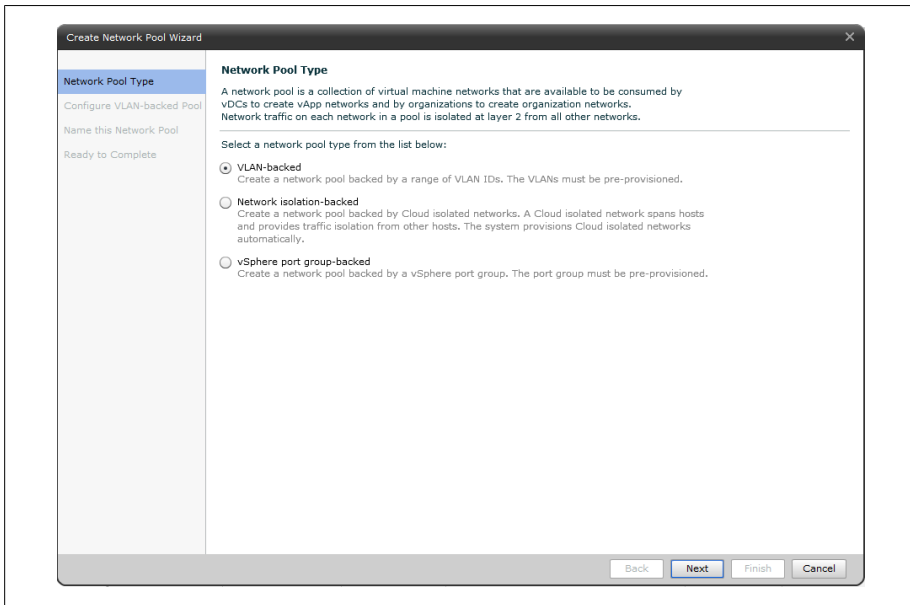 Create Network Pool Wizard
Network Pool Type
Configure VLAN-backed Pool
Name this Network Pool
Ready to Complete
Network Pool Type
A network pool is a collection of virtual machine networks that are available to be consumed by
vDCs to create vApp networks and by organizations to create organization networks.
Network traffic on each network in a pool is isolated at layer 2 from all other networks.
Select a network pool type from the list below:
VLAN-backed
Create a network pool backed by a range of VLAN IDs. The VLANs must be pre-provisioned.
Network isolation-backed
Create a network pool backed by Cloud isolated networks. A Cloud isolated network spans hosts
and provides traffic isolation from other hosts. The system provisions Cloud isolated networks
automatically.
vSphere port group-backed
Create a network pool backed by a vSphere port group. The port group must be pre-provisioned.
Back Next Finish Cancel